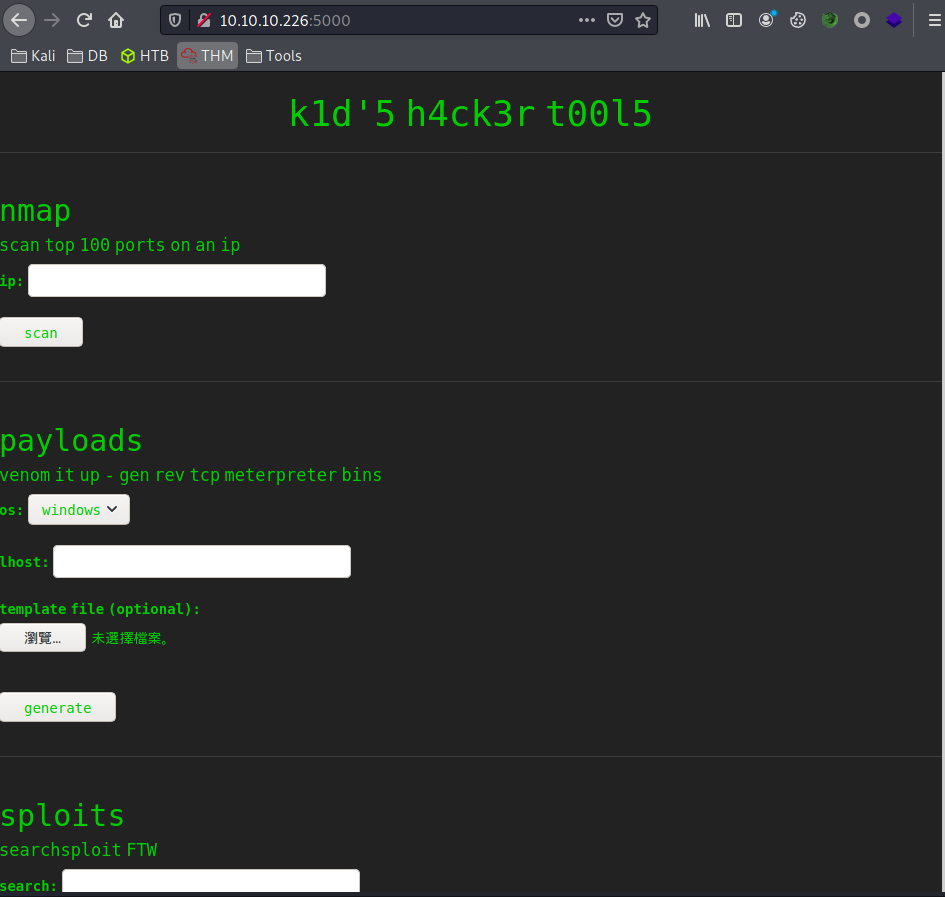 10.10.10.226:5000
Kali DB HTB THM Tools
k1d'5 h4ck3r t00l5
nmap
scan top 100 ports on an ip
ip:
scan
payloads
venom it up - gen rev tcp meterpreter bins
os: windows
lhost:
template file (optional):
瀏覽... 未選擇檔案。
generate
sploits
searchsploit FTW
search: